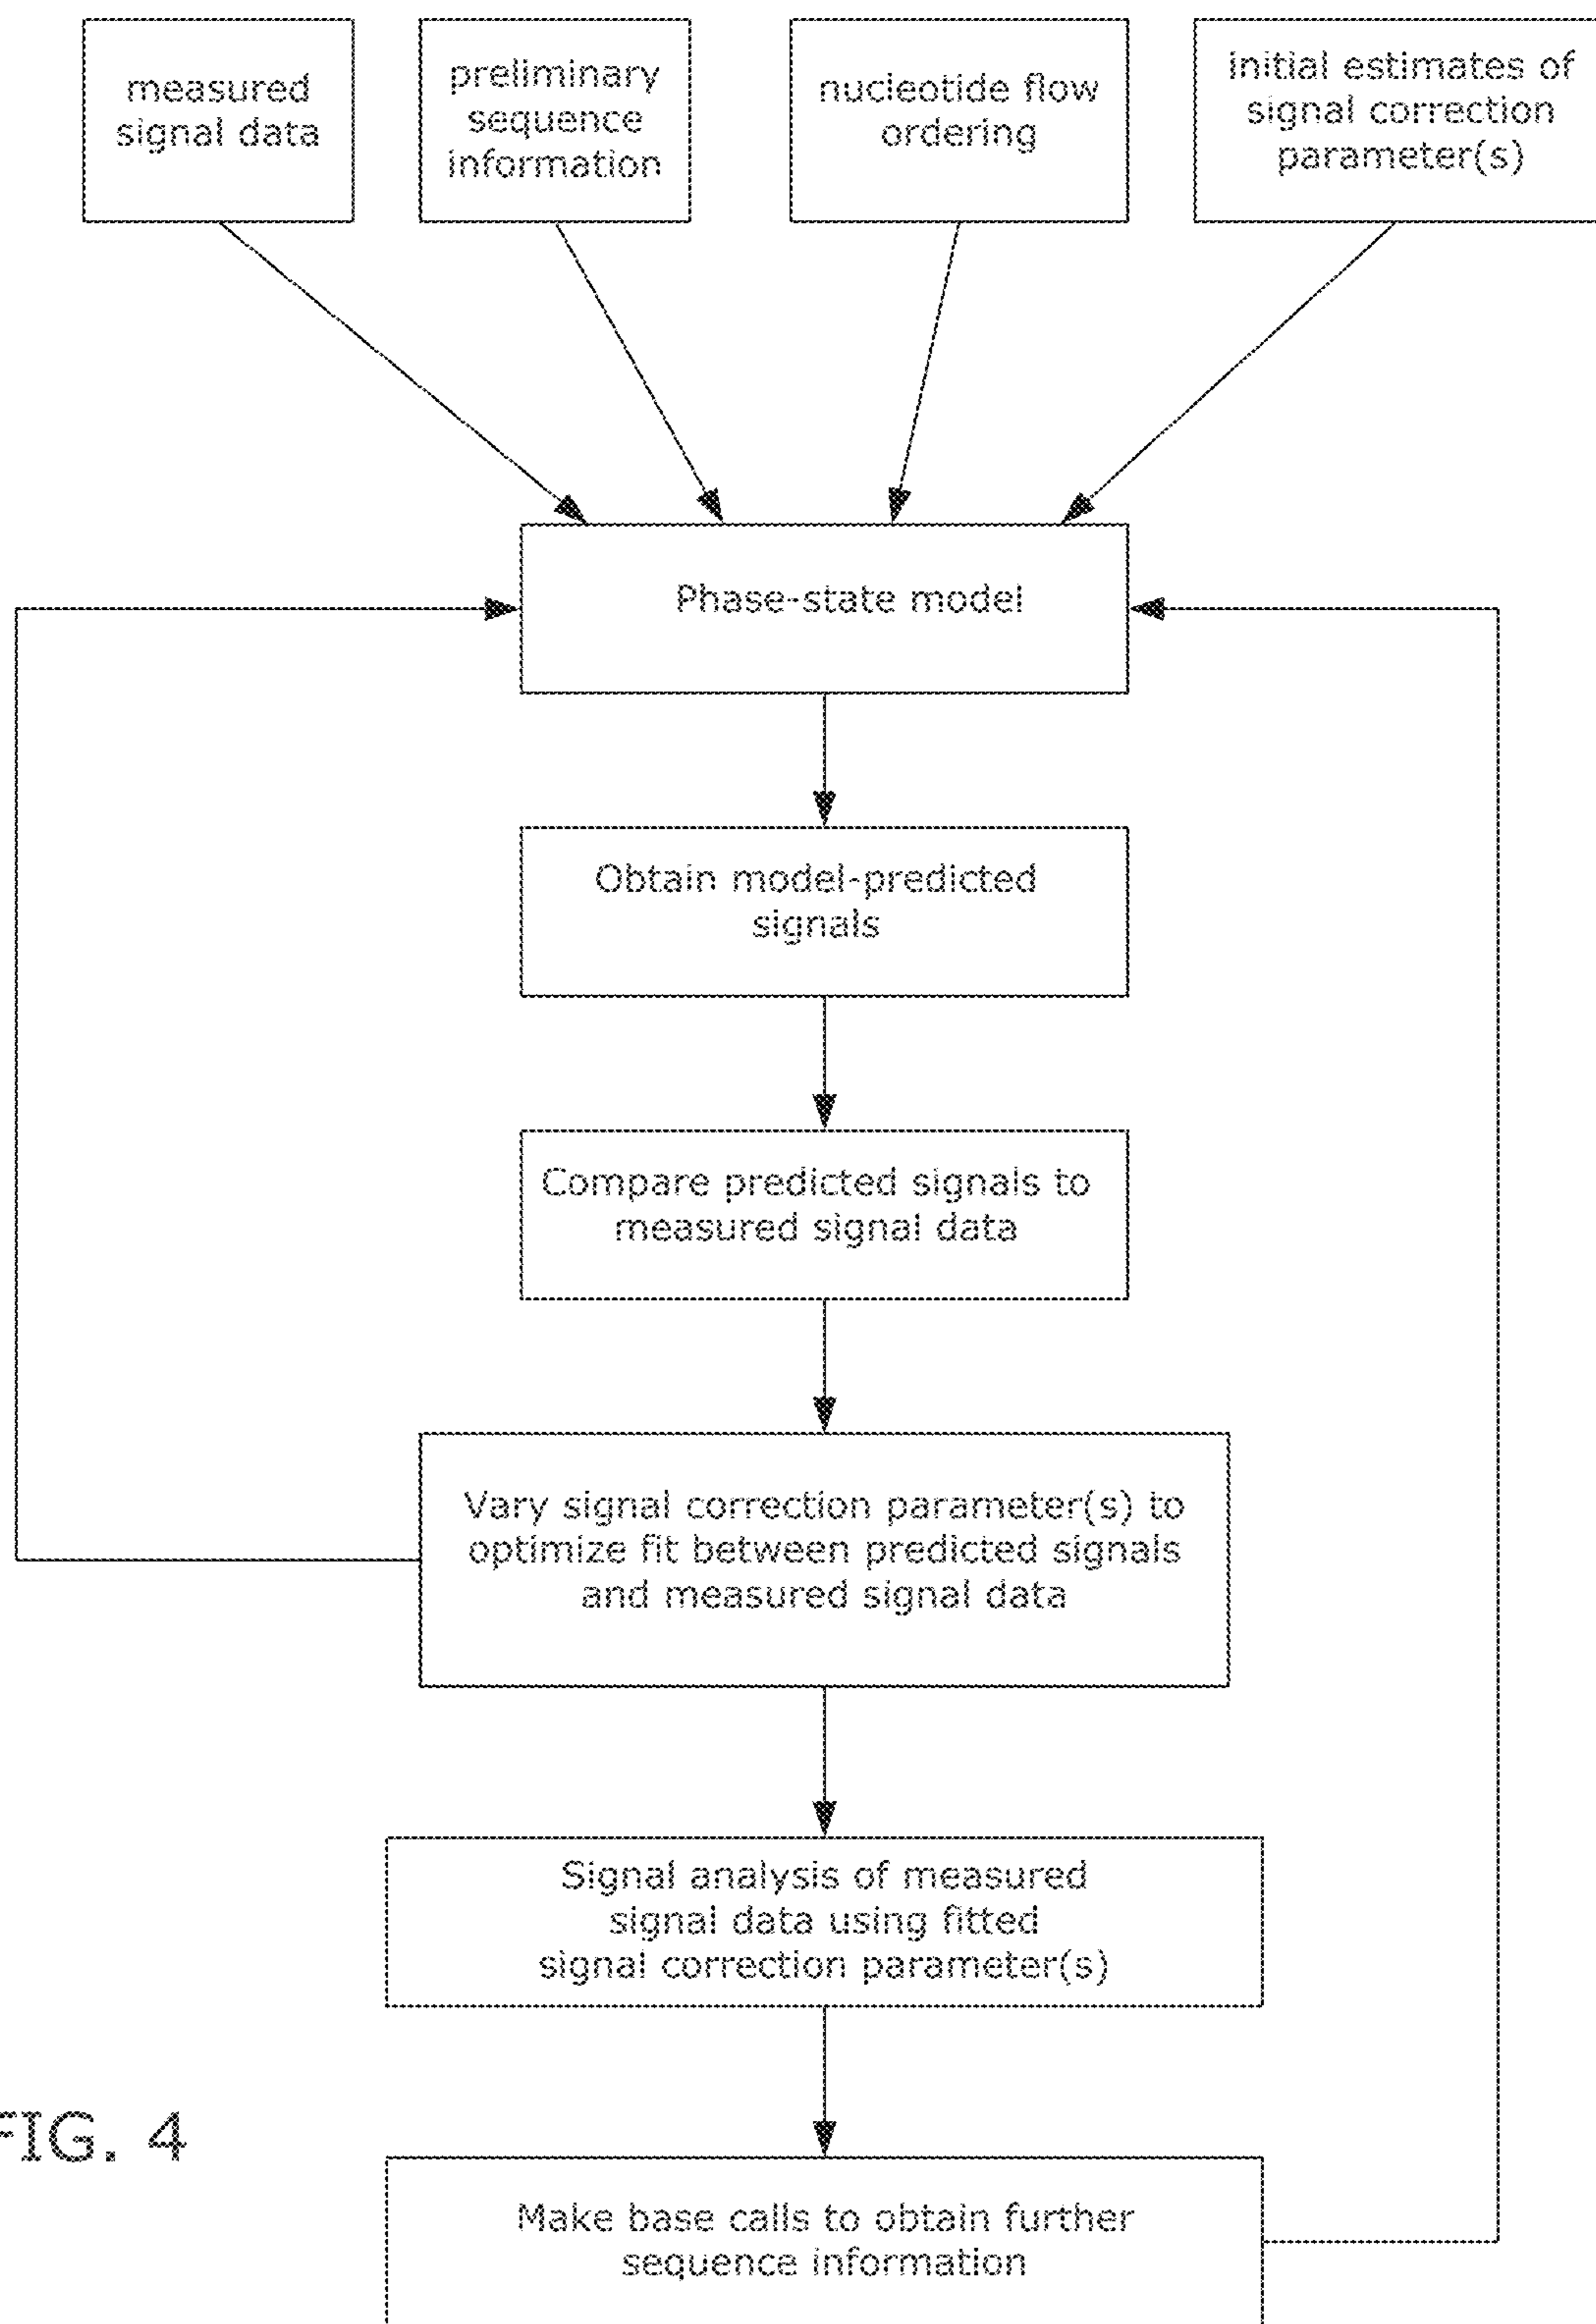 measured
signal data
preliminary
sequence
information
nucleotide flow
ordering
initial estimates of
signal correction
parameter(s)
Phase-state model
Obtain model-predicted
signals
Compare predicted signals to
measured signal data
Vary signal correction parameter(s) to
optimize fit between predicted signals
and measured signal data
Signal analysis of measured
signal data using fitted
signal correction parameter(s)
FIG. 4
Make base calls to obtain further
sequence information